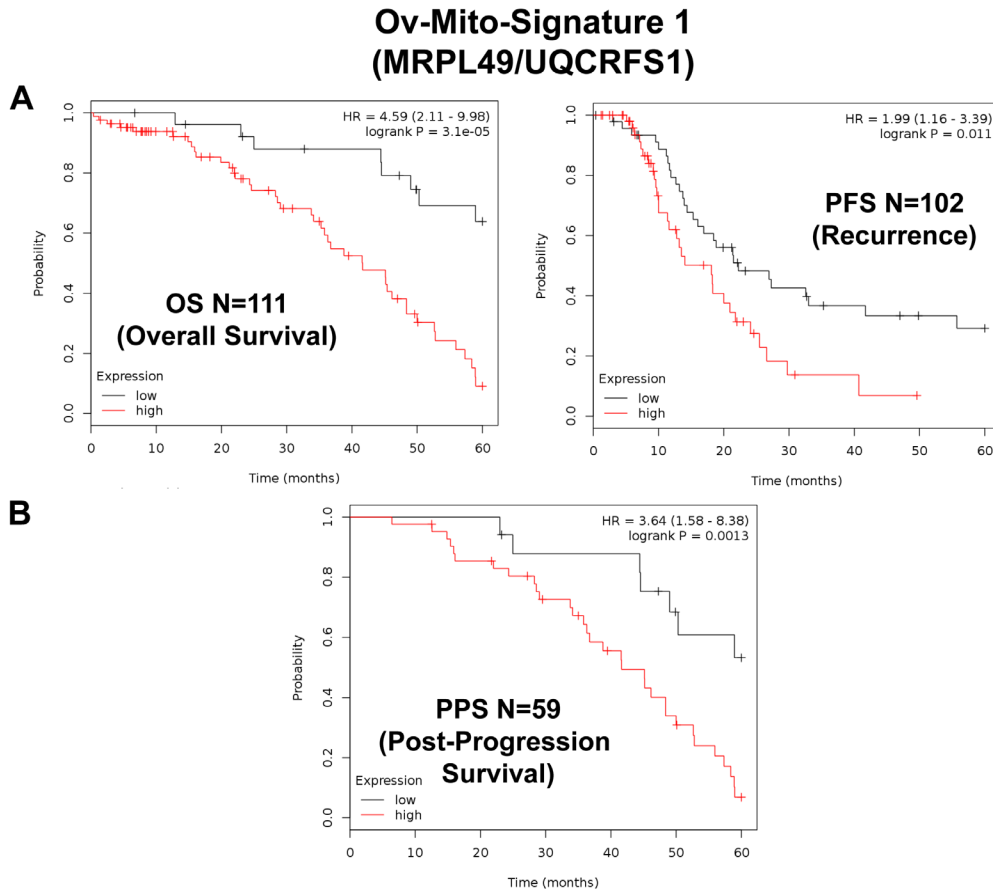 Ov-Mito-Signature 1
(MRPL49/UQCRFS1)
A
HR = 4.59 (2.11 - 9.98)
logrank P = 3.1e-05
OS N=111
(Overall Survival)
Probability
0.0
0.2
0.4
0.6
0.8
1.0
Expression
low
high
0 10 20 30 40 50 60
Time (months)
HR = 1.99 (1.16 - 3.39)
logrank P = 0.011
PFS N=102
(Recurrence)
Probability
0.0
0.2
0.4
0.6
0.8
1.0
Expression
low
high
0 10 20 30 40 50 60
Time (months)
B
HR = 3.64 (1.58 - 8.38)
logrank P = 0.0013
PPS N=59
(Post-Progression
Survival)
Probability
0.0
0.2
0.4
0.6
0.8
1.0
Expression
low
high
0 10 20 30 40 50 60
Time (months)